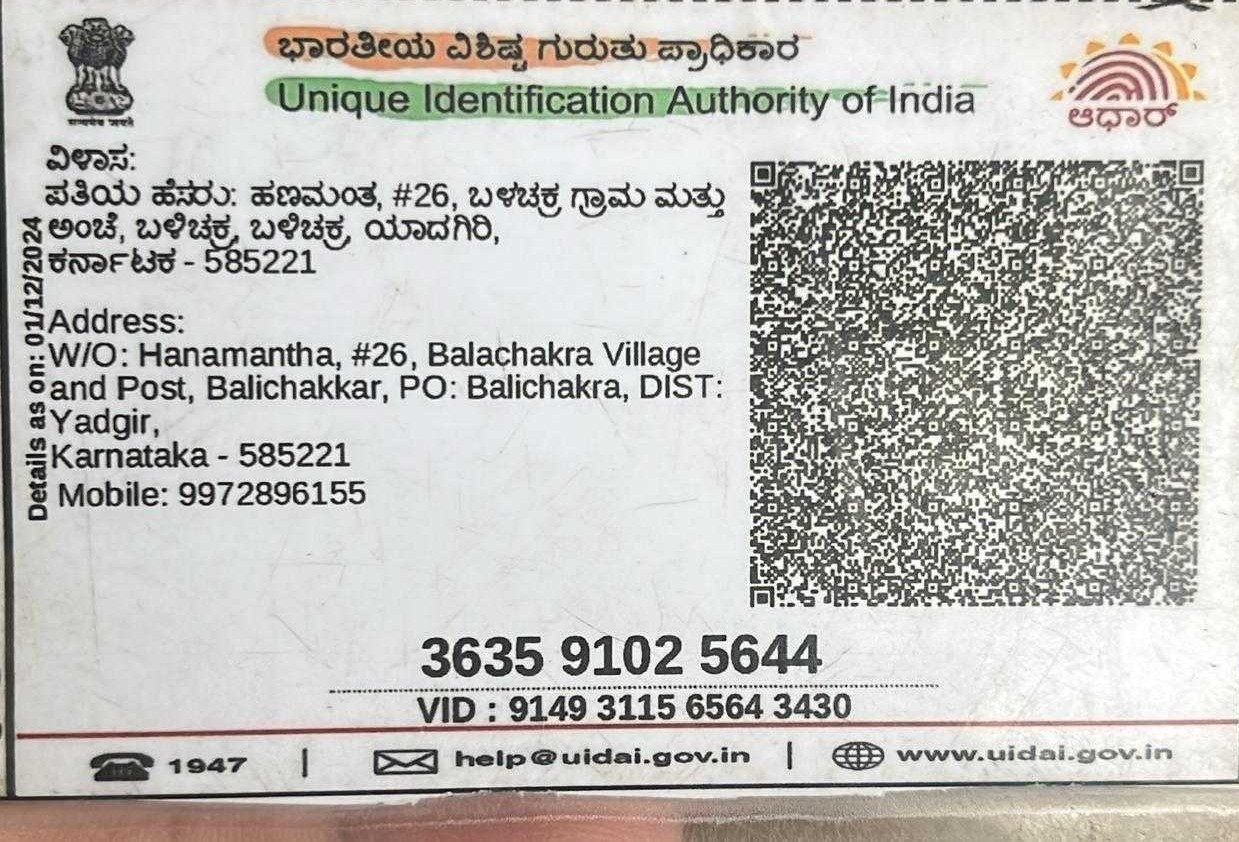 ಭಾರತೀಯ ವಿಶಿಷ್ಟ ಗುರುತು ಪ್ರಾಧಿಕಾರ
Unique Identification Authority of India
सत्यमेव जयते
ಆಧಾರ್
ವಿಳಾಸ:
ಪತಿಯ ಹೆಸರು: ಹಣಮಂತ, #26, ಬಳಚಕ್ರ ಗ್ರಾಮ ಮತ್ತು
ಅಂಚೆ, ಬಳಿಚಕ್ರ, ಬಳಿಚಕ್ರ, ಯಾದಗಿರಿ,
ಕರ್ನಾಟಕ - 585221
Address:
W/O: Hanamantha, #26, Balachakra Village
and Post, Balichakkar, PO: Balichakra, DIST:
Yadgir,
Karnataka - 585221
Mobile: 9972896155
Details as on: 01/12/2024
3635 9102 5644
VID : 9149 3115 6564 3430
1947 | help@uidai.gov.in | www.uidai.gov.in